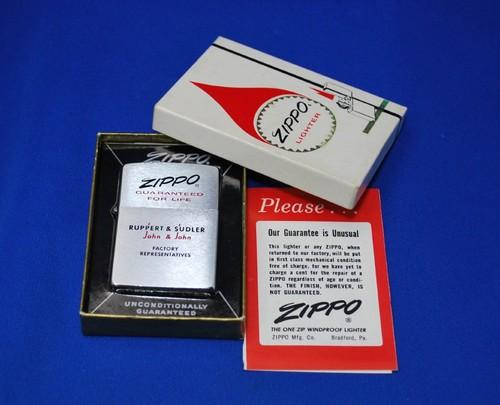 ZIPPO
LIGHTER
ZIPPO
ZIPPO®
GUARANTEED
FOR LIFE
RUPPERT & SUDLER
John & John
FACTORY
REPRESENTATIVES
UNCONDITIONALLY
GUARANTEED
Please...
Our Guarantee is Unusual
This lighter or any ZIPPO, when
returned to our factory, will be put
in first class mechanical condition
free of charge, for we have yet to
charge a cent for the repair of a
ZIPPO regardless of age or condi-
tion. THE FINISH, HOWEVER, IS
NOT GUARANTEED.
ZIPPO®
THE ONE ZIP WINDPROOF LIGHTER
ZIPPO Mfg. Co. Bradford, Pa.